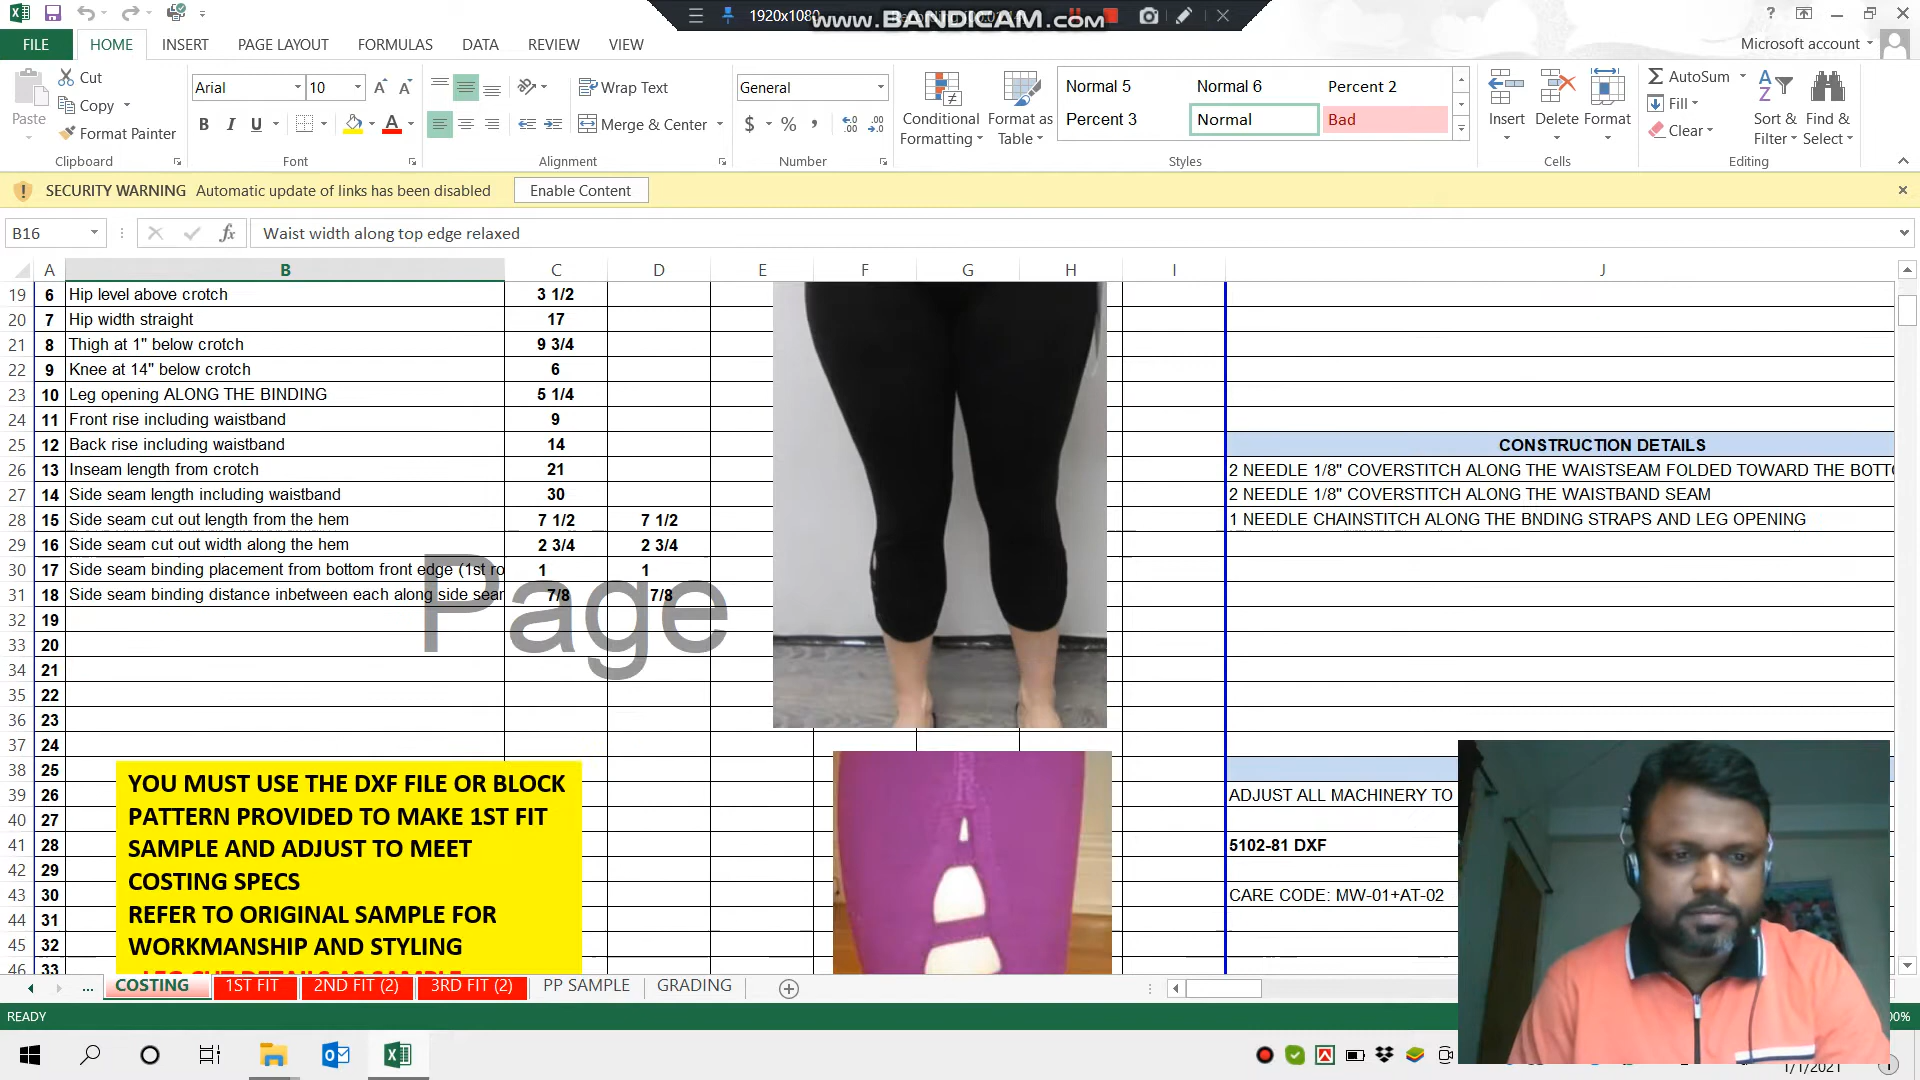 1920x1080
www.BANDICAM.com
FILE HOME INSERT PAGE LAYOUT FORMULAS DATA REVIEW VIEW
Microsoft account
Paste
Cut
Copy
Format Painter
Clipboard
Arial 10
B I U
Font
Wrap Text
Merge & Center
Alignment
General
$ % ,
Number
Conditional Formatting
Format as Table
Normal 5 Normal 6 Percent 2
Percent 3 Normal Bad
Styles
Insert Delete Format
Cells
AutoSum
Fill
Clear
Sort & Filter
Find & Select
Editing
SECURITY WARNING Automatic update of links has been disabled Enable Content
B16 fx Waist width along top edge relaxed
A B C D E F G H I J
19 6 Hip level above crotch 3 1/2
20 7 Hip width straight 17
21 8 Thigh at 1" below crotch 9 3/4
22 9 Knee at 14" below crotch 6
23 10 Leg opening ALONG THE BINDING 5 1/4
24 11 Front rise including waistband 9
25 12 Back rise including waistband 14 CONSTRUCTION DETAILS
26 13 Inseam length from crotch 21 2 NEEDLE 1/8" COVERSTITCH ALONG THE WAISTSEAM FOLDED TOWARD THE BOTTO
27 14 Side seam length including waistband 30 2 NEEDLE 1/8" COVERSTITCH ALONG THE WAISTBAND SEAM
28 15 Side seam cut out length from the hem 7 1/2 7 1/2 1 NEEDLE CHAINSTITCH ALONG THE BNDING STRAPS AND LEG OPENING
29 16 Side seam cut out width along the hem 2 3/4 2 3/4
30 17 Side seam binding placement from bottom front edge (1st ro 1 1
31 18 Side seam binding distance inbetween each along side sear 7/8 7/8
Page
32 19
33 20
34 21
35 22
36 23
37 24
38 25
39 26 ADJUST ALL MACHINERY TO
40 27
41 28 5102-81 DXF
42 29
43 30 CARE CODE: MW-01+AT-02
44 31
45 32
46 33
YOU MUST USE THE DXF FILE OR BLOCK
PATTERN PROVIDED TO MAKE 1ST FIT
SAMPLE AND ADJUST TO MEET
COSTING SPECS
REFER TO ORIGINAL SAMPLE FOR
WORKMANSHIP AND STYLING
... COSTING 1ST FIT 2ND FIT (2) 3RD FIT (2) PP SAMPLE GRADING
READY
1/1/2021